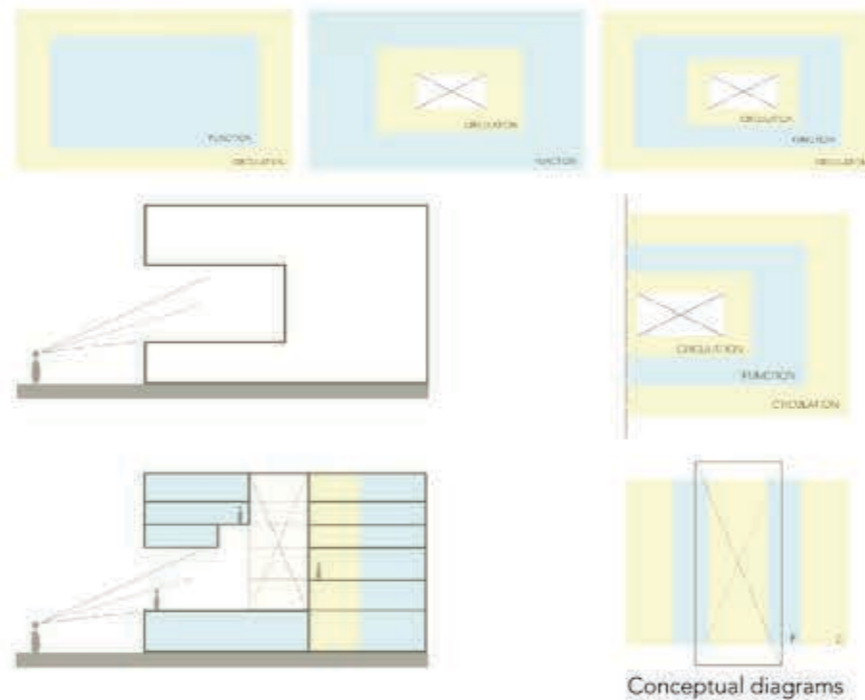 FUNCTION
CIRCULATION
CIRCULATION
FUNCTION
CIRCULATION
FUNCTION
CIRCULATION
CIRCULATION
FUNCTION
CIRCULATION
F
C
Conceptual diagrams